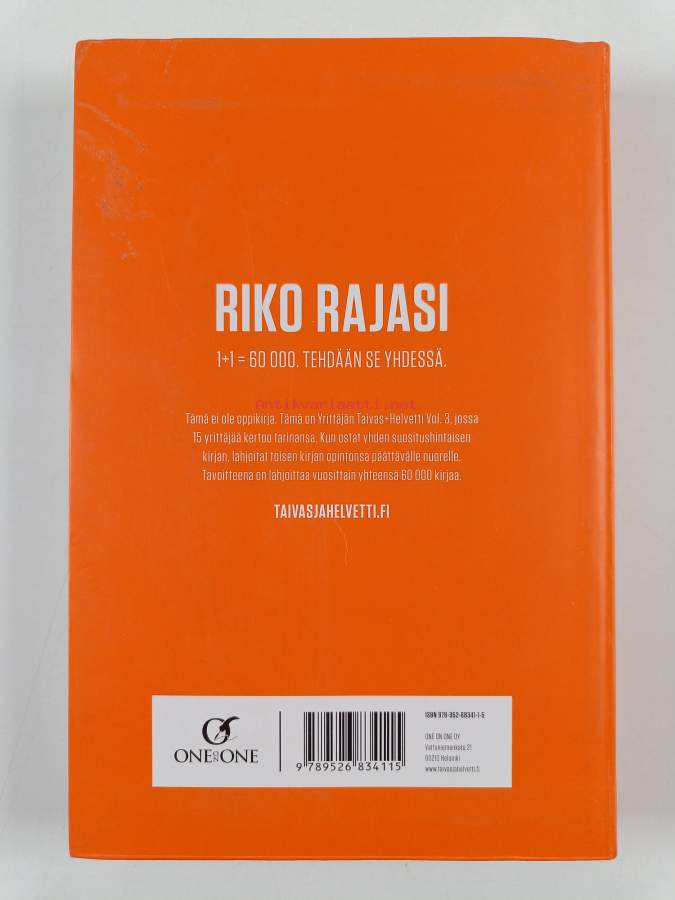 RIKO RAJASI
1+1 = 60 000. TEHDÄÄN SE YHDESSÄ.
Antikvariaatti.net
Tämä ei ole oppikirja. Tämä on Yrittäjän Taivas+Helvetti Vol. 3, jossa
15 yrittäjää kertoo tarinansa. Kun ostat yhden suositushintaisen
kirjan, lahjoitat toisen kirjan opintonsa päättävälle nuorelle.
Tavoitteena on lahjoittaa vuosittain yhteensä 60 000 kirjaa.
TAIVASJAHELVETTI.FI
ONE ON ONE
9 789526 834115
ISBN 978-952-68341-1-5
ONE ON ONE OY
Vattuniemenkatu 21
00210 Helsinki
www.taivasjahelvetti.fi